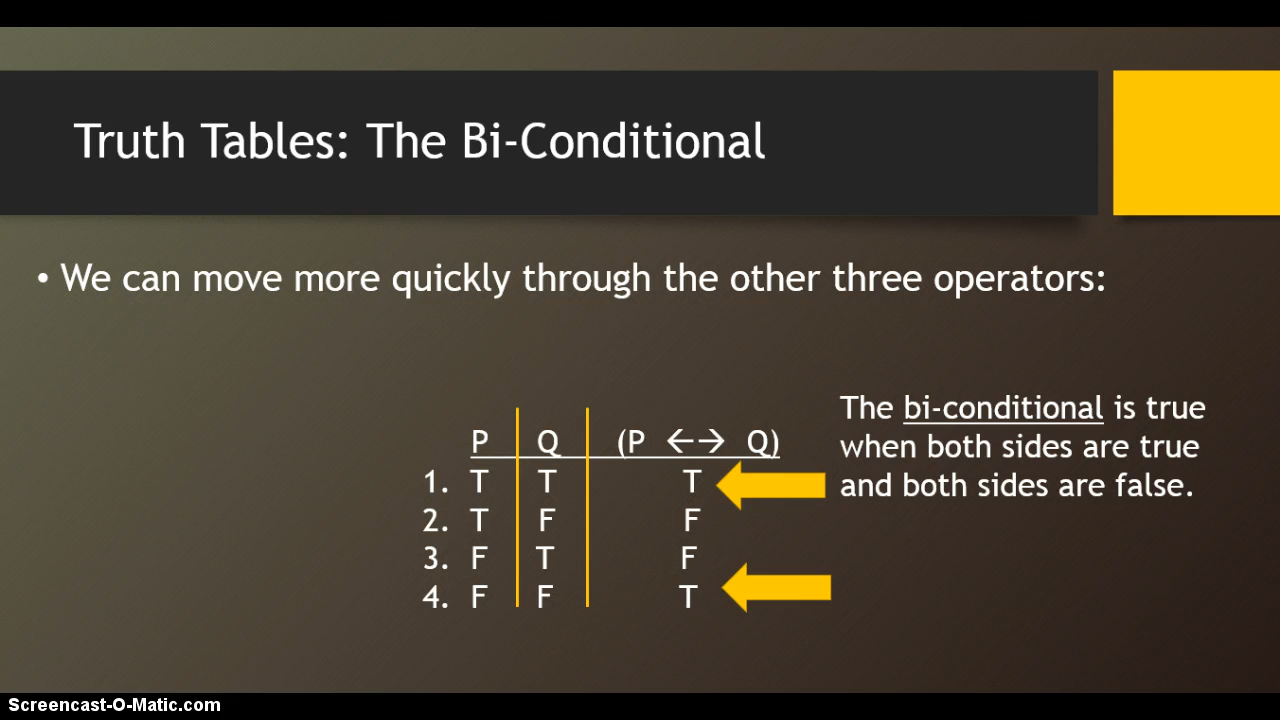 Truth Tables: The Bi-Conditional
• We can move more quickly through the other three operators:
The bi-conditional is true
when both sides are true
and both sides are false.
P Q (P ←→ Q)
1. T T T
2. T F F
3. F T F
4. F F T
Screencast-O-Matic.com